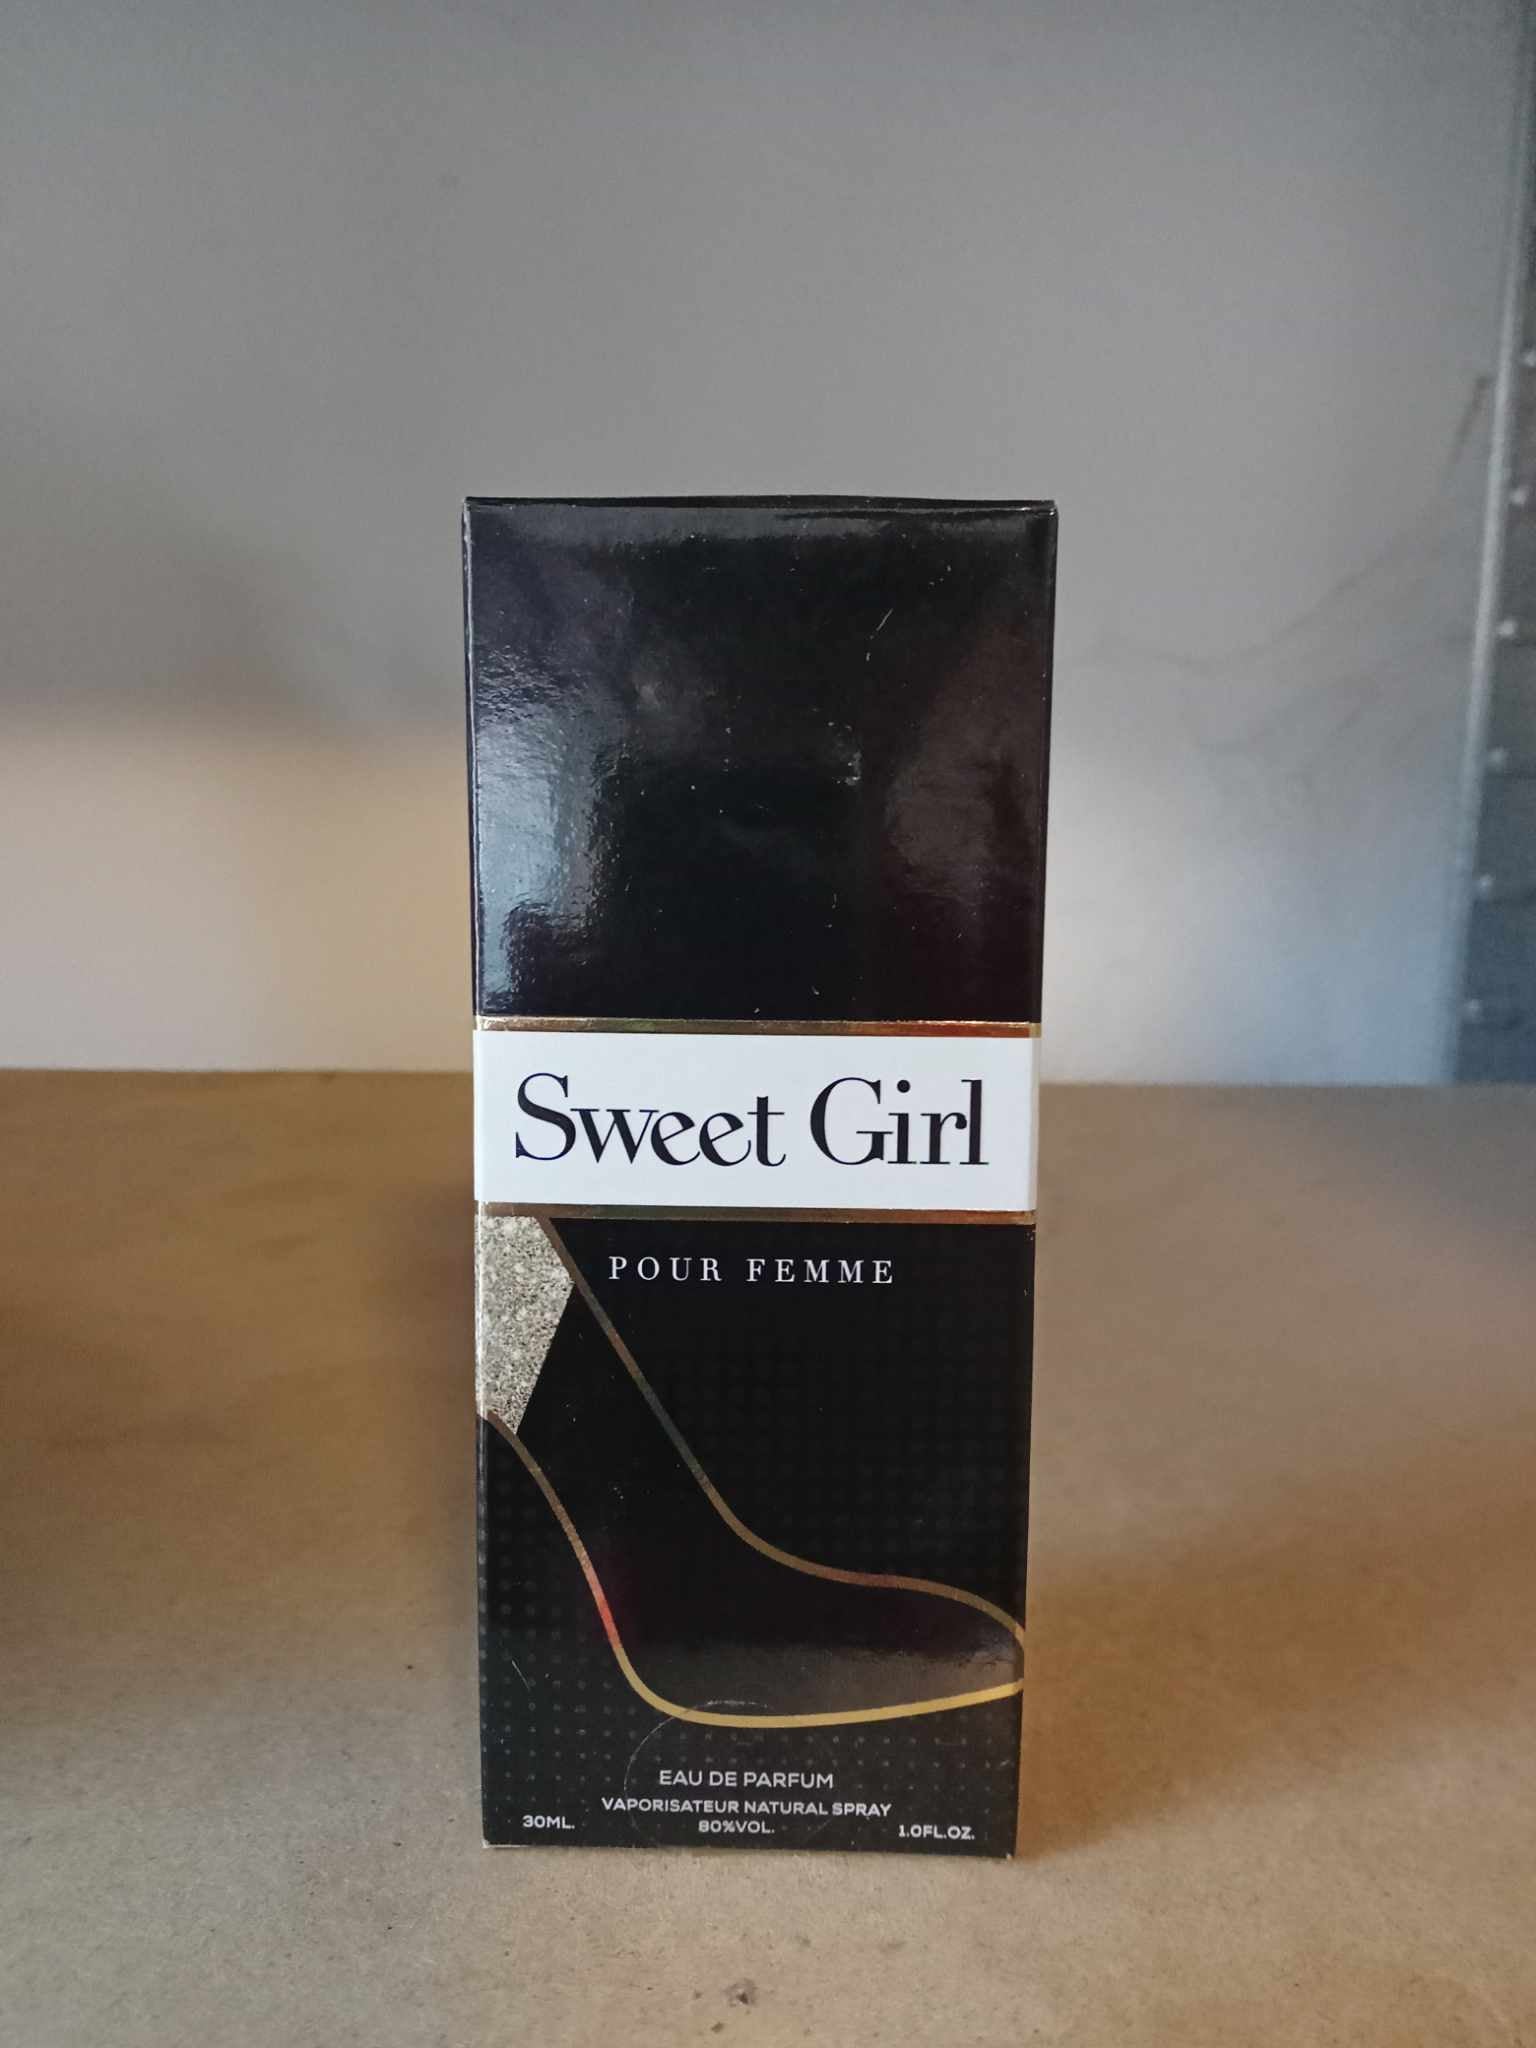 Sweet Girl
POUR FEMME
EAU DE PARFUM
VAPORISATEUR NATURAL SPRAY
30ML. 80%VOL. 1.0FL.OZ.